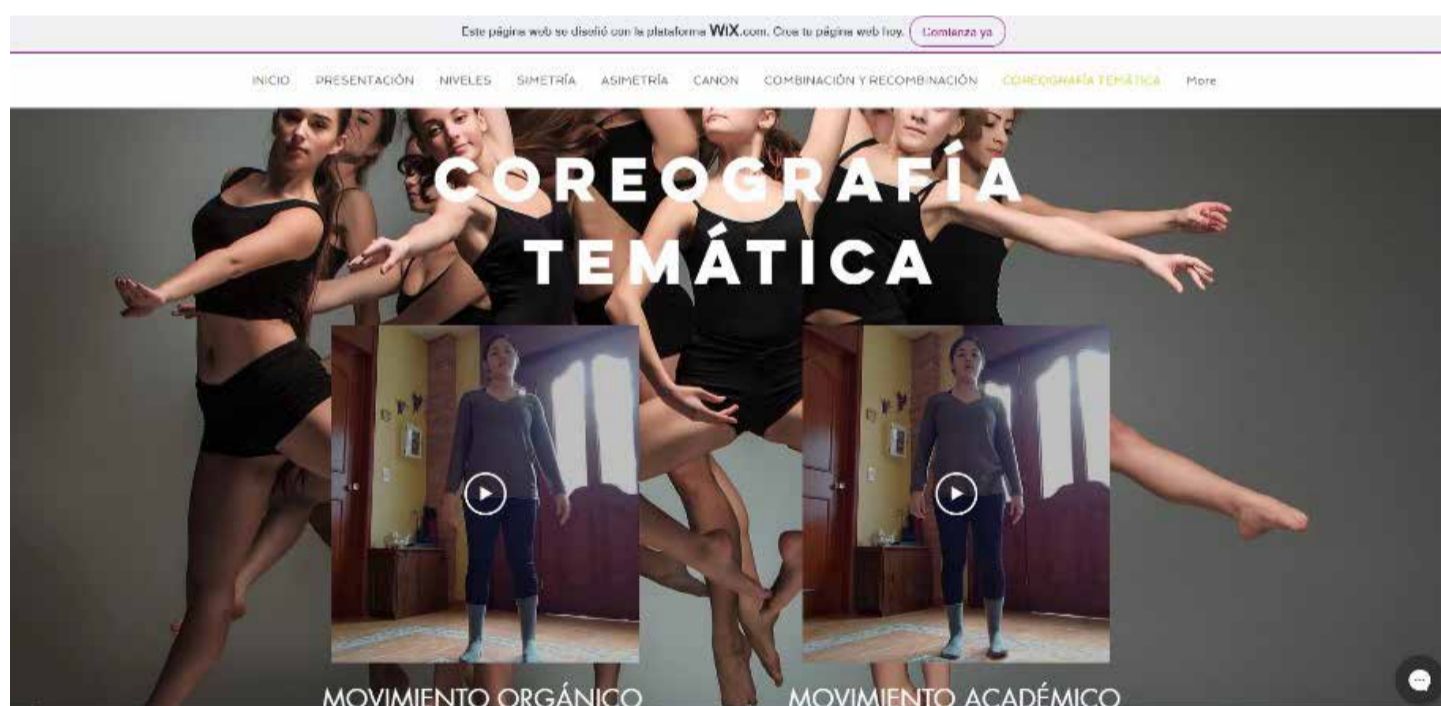 Este página web se diseñó con la plataforma WiX.com. Crea tu página web hoy. Comienza ya
INICIO PRESENTACIÓN NIVELES SIMETRÍA ASIMETRÍA CANON COMBINACIÓN Y RECOMBINACIÓN COREOGRAFÍA TEMÁTICA More
COREOGRAFÍA
TEMÁTICA
MOVIMIENTO ORGÁNICO MOVIMIENTO ACADÉMICO